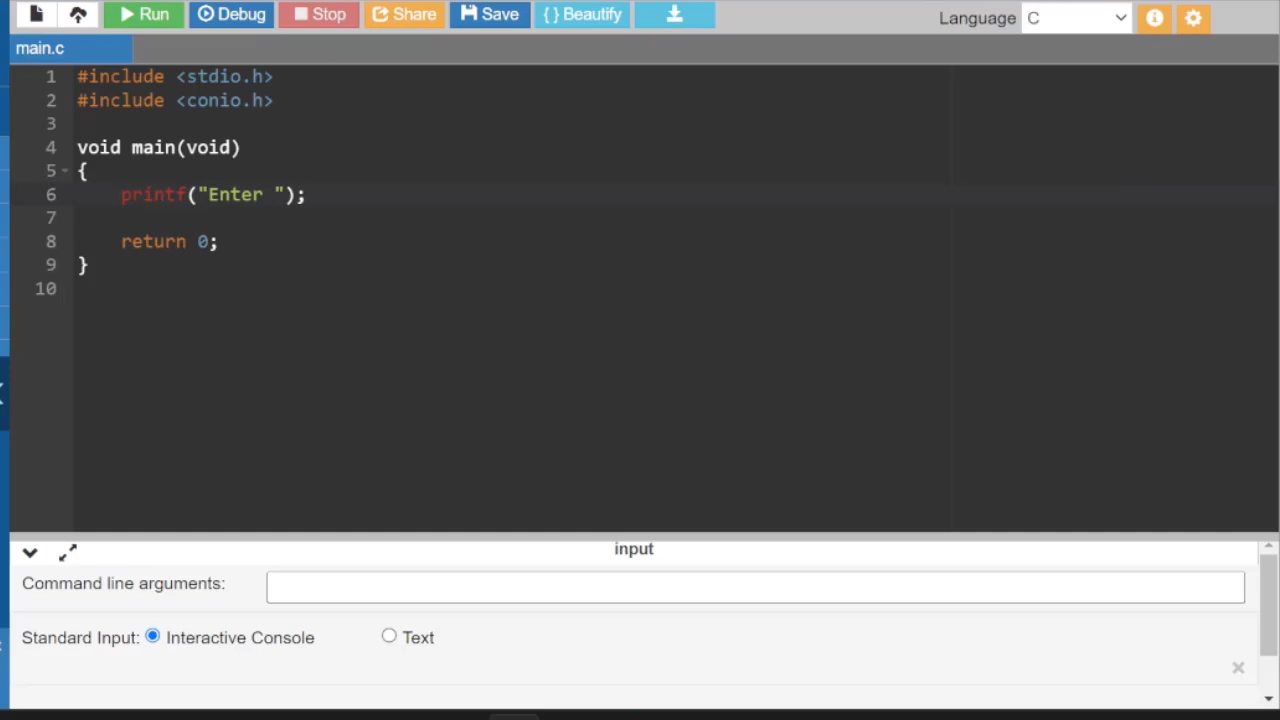 Run Debug Stop Share Save { } Beautify Language C
main.c
1 #include <stdio.h>
2 #include <conio.h>
3
4 void main(void)
5 {
6 printf("Enter ");
7
8 return 0;
9 }
10
input
Command line arguments:
Standard Input: Interactive Console Text